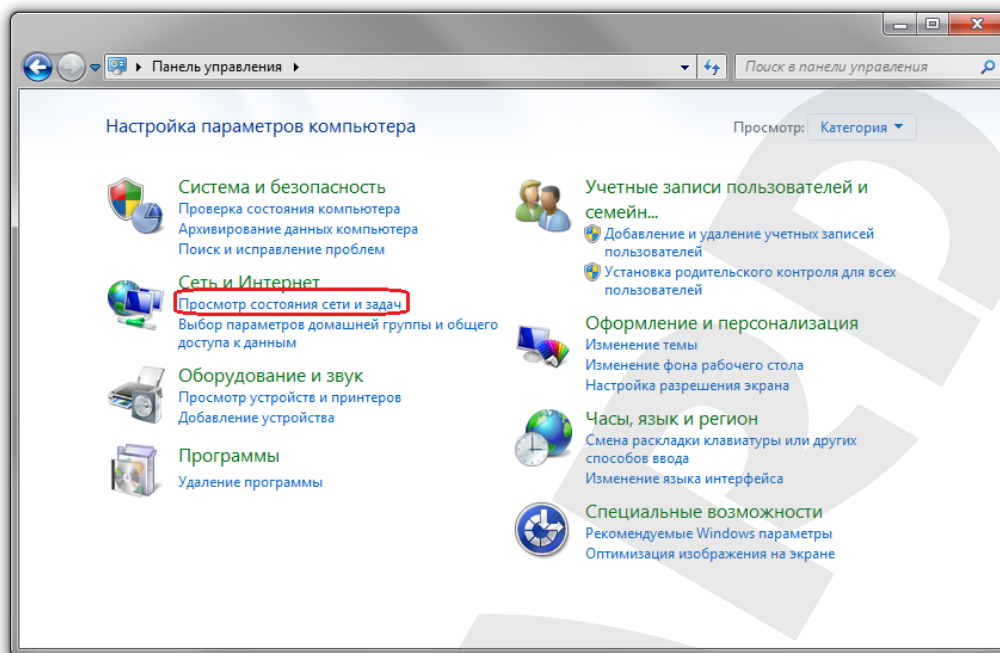 Панель управления
Поиск в панели управления
Настройка параметров компьютера
Просмотр: Категория
Система и безопасность
Проверка состояния компьютера
Архивирование данных компьютера
Поиск и исправление проблем
Сеть и Интернет
Просмотр состояния сети и задач
Выбор параметров домашней группы и общего
доступа к данным
Оборудование и звук
Просмотр устройств и принтеров
Добавление устройства
Программы
Удаление программы
Учетные записи пользователей и
семейн...
Добавление и удаление учетных записей
пользователей
Установка родительского контроля для всех
пользователей
Оформление и персонализация
Изменение темы
Изменение фона рабочего стола
Настройка разрешения экрана
Часы, язык и регион
Смена раскладки клавиатуры или других
способов ввода
Изменение языка интерфейса
Специальные возможности
Рекомендуемые Windows параметры
Оптимизация изображения на экране